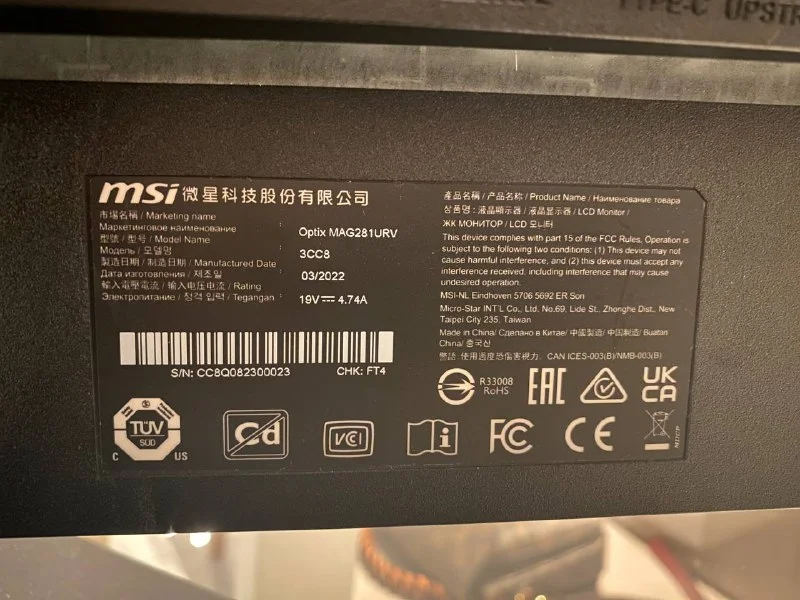 TYPE-C UPSTR
msi 微星科技股份有限公司
市場名稱 / Marketing name
Маркетинговое наименование
Optix MAG281URV
型號 / 型号 / Model Name
Модель / 모델명
3CC8
製造日期 / 制造日期 / Manufactured Date
Дата изготовления / 제조일
03/2022
輸入電壓電流 / 输入电压电流 / Rating
Электропитание / 정격 입력 / Tegangan
19V⎓4.74A
S/N: CC8Q082300023
CHK: FT4
TÜV
SÜD
C US
Cd
VCCI
i
產品名稱 / 产品名称 / Product Name / Наименование товара
商品名 : 液晶顯示器 / 液晶显示器 / LCD Monitor /
ЖК МОНИТОР / LCD 모니터
This device complies with part 15 of the FCC Rules. Operation is
subject to the following two conditions: (1) This device may not
cause harmful interference, and (2) this device must accept any
interference received, including interference that may cause
undesired operation.
MSI-NL Eindhoven 5706 5692 ER Son
Micro-Star INT'L Co., Ltd. No.69, Lide St., Zhonghe Dist., New
Taipei City 235, Taiwan
Made in China/ Сделано в Китае/ 中國製造/ 中国制造/ Buatan
China/ 중국산
警語: 使用過度恐傷害視力. CAN ICES-003(B)/NMB-003(B)
R33008
RoHS
EAC
UK
CA
FC
CE